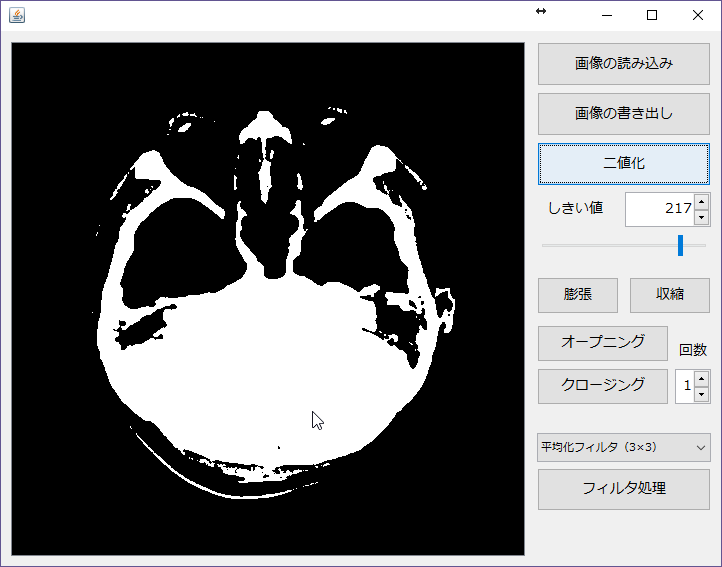 画像の読み込み
画像の書き出し
二値化
しきい値 217
膨張 収縮
オープニング
回数
クロージング 1
平均化フィルタ（3×3）
フィルタ処理